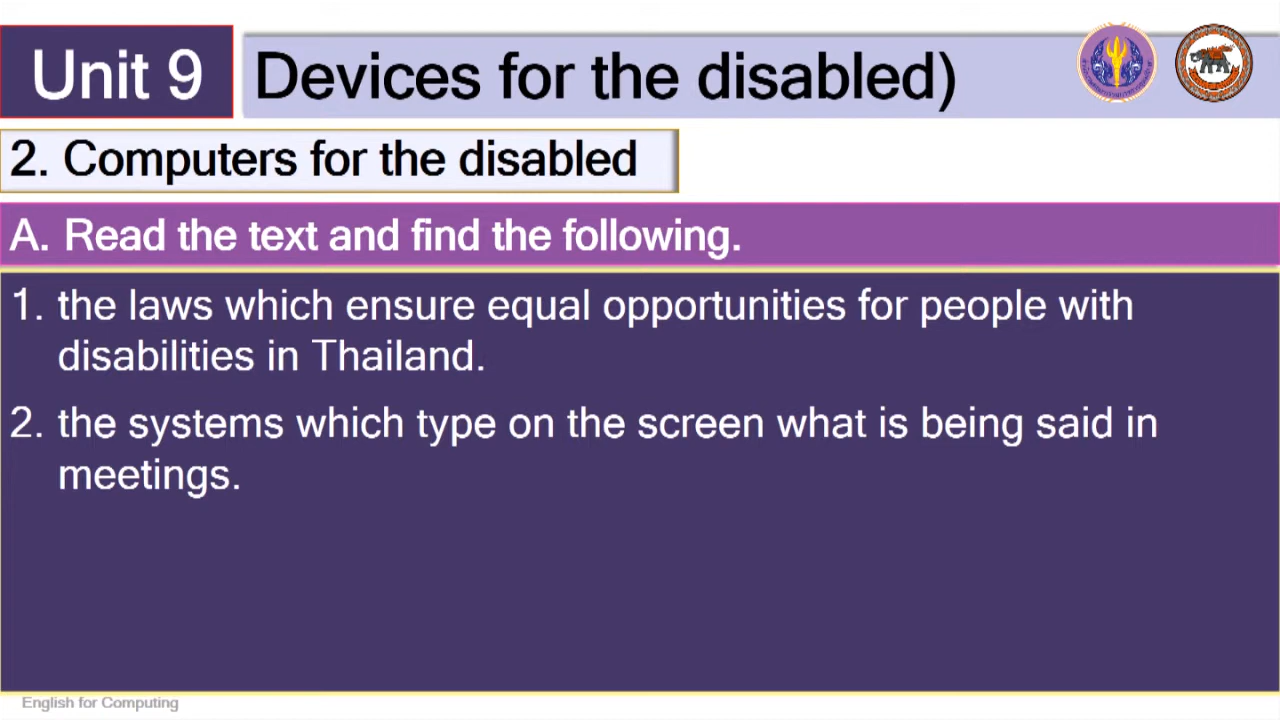 Unit 9
Devices for the disabled)
2. Computers for the disabled
A. Read the text and find the following.
1. the laws which ensure equal opportunities for people with
disabilities in Thailand.
2. the systems which type on the screen what is being said in
meetings.
English for Computing